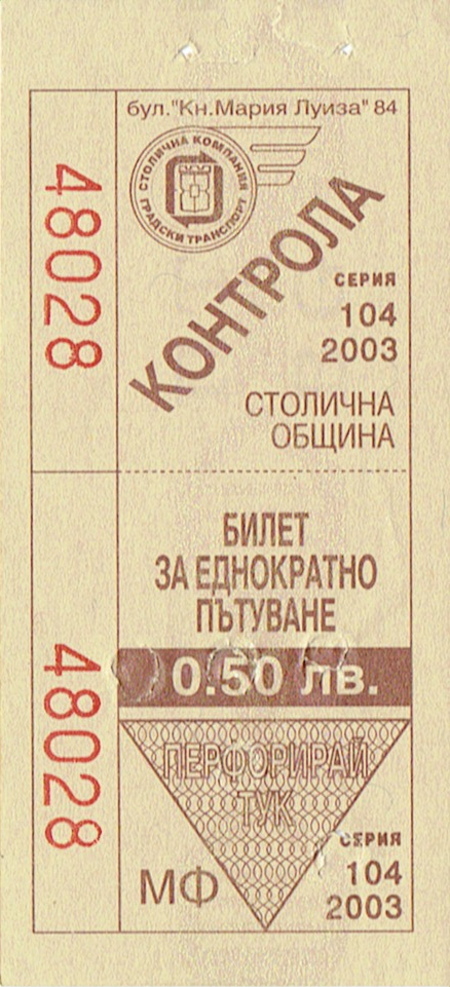 бул."Кн.Мария Луиза" 84
СТОЛИЧНА КОМПАНИЯ
ГРАДСКИ ТРАНСПОРТ
КОНТРОЛА
СЕРИЯ
104
2003
СТОЛИЧНА
ОБЩИНА
48028
БИЛЕТ
ЗА ЕДНОКРАТНО
ПЪТУВАНЕ
0.50 лв.
ПЕРФОРИРАЙ
ТУК
СЕРИЯ
104
2003
МФ
48028